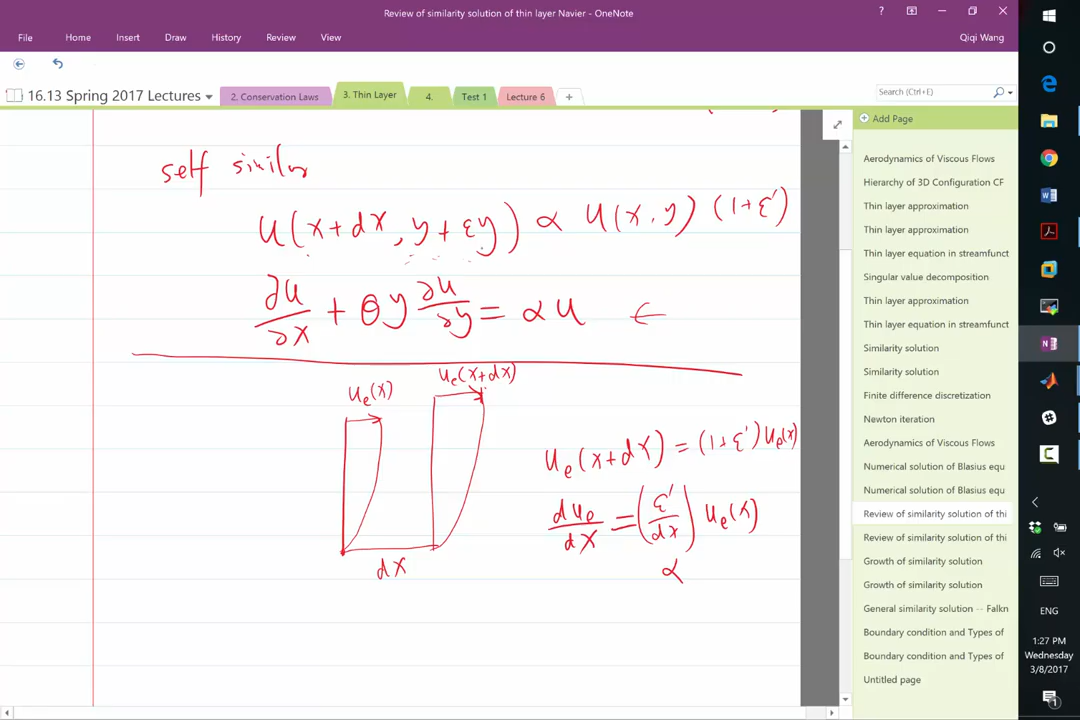 Review of similarity solution of thin layer Navier - OneNote
?
File Home Insert Draw History Review View
Qiqi Wang
16.13 Spring 2017 Lectures
2. Conservation Laws
3. Thin Layer
4.
Test 1
Lecture 6
+
Search (Ctrl+E)
Add Page
self similar
u(x+dx, y+εy) ∝ u(x,y) (1+ε')
∂u/∂x + θy ∂u/∂y = αu ←
u_e(x)
u_e(x+dx)
u_e(x+dx) = (1+ε')u_e(x)
du_e/dx = (ε'/dx) u_e(x)
dx
α
Aerodynamics of Viscous Flows
Hierarchy of 3D Configuration CF
Thin layer approximation
Thin layer approximation
Thin layer equation in streamfunct
Singular value decomposition
Thin layer approximation
Thin layer equation in streamfunct
Similarity solution
Similarity solution
Finite difference discretization
Newton iteration
Aerodynamics of Viscous Flows
Numerical solution of Blasius equ
Numerical solution of Blasius equ
Review of similarity solution of thi
Review of similarity solution of thi
Growth of similarity solution
Growth of similarity solution
General similarity solution -- Falkn
Boundary condition and Types of
Boundary condition and Types of
Untitled page
ENG
1:27 PM
Wednesday
3/8/2017